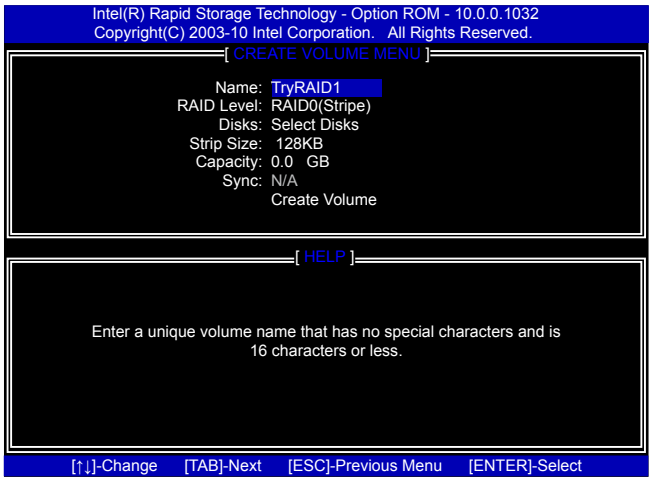 Intel(R) Rapid Storage Technology - Option ROM - 10.0.0.1032
Copyright(C) 2003-10 Intel Corporation. All Rights Reserved.
[ CREATE VOLUME MENU ]
Name: TryRAID1
RAID Level: RAID0(Stripe)
Disks: Select Disks
Strip Size: 128KB
Capacity: 0.0 GB
Sync: N/A
Create Volume
[ HELP ]
Enter a unique volume name that has no special characters and is
16 characters or less.
[↑↓]-Change [TAB]-Next [ESC]-Previous Menu [ENTER]-Select